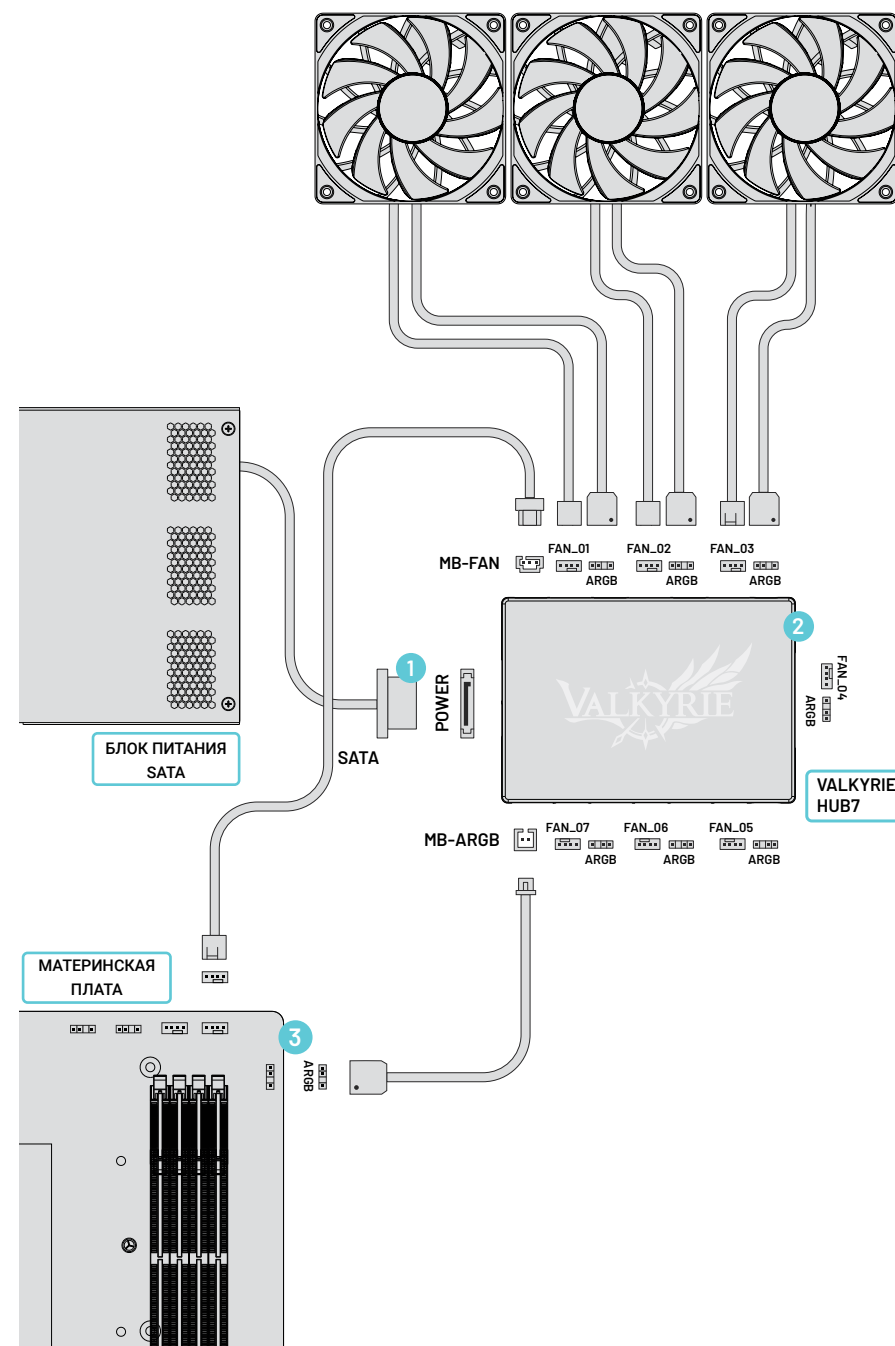 MB-FAN
FAN_01
ARGB
FAN_02
ARGB
FAN_03
ARGB
1
POWER
SATA
БЛОК ПИТАНИЯ
SATA
2
VALKYRIE
FAN_04
ARGB
VALKYRIE
HUB7
MB-ARGB
FAN_07
ARGB
FAN_06
ARGB
FAN_05
ARGB
МАТЕРИНСКАЯ
ПЛАТА
3
ARGB